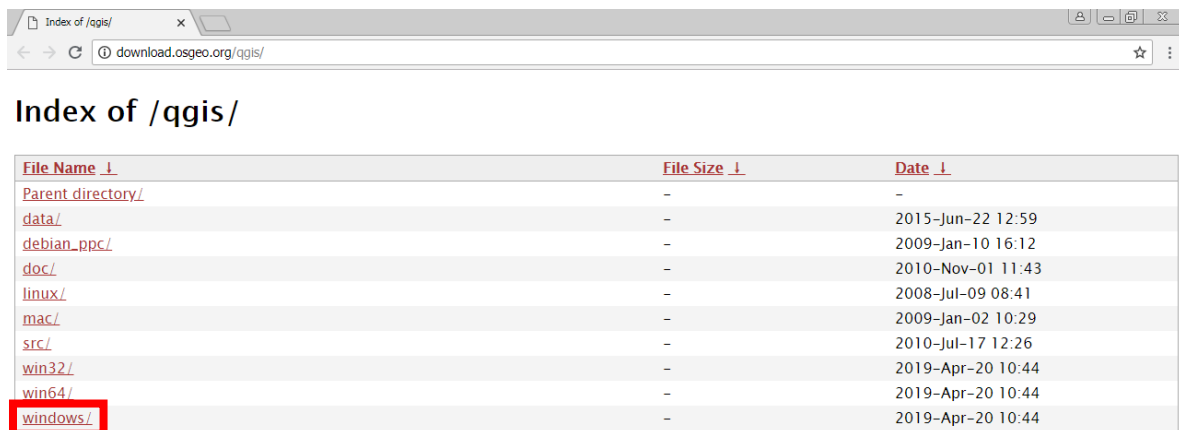 Index of /qgis/
download.osgeo.org/qgis/
Index of /qgis/
File Name ↓ File Size ↓ Date ↓
Parent directory/ - -
data/ - 2015-Jun-22 12:59
debian_ppc/ - 2009-Jan-10 16:12
doc/ - 2010-Nov-01 11:43
linux/ - 2008-Jul-09 08:41
mac/ - 2009-Jan-02 10:29
src/ - 2010-Jul-17 12:26
win32/ - 2019-Apr-20 10:44
win64/ - 2019-Apr-20 10:44
windows/ - 2019-Apr-20 10:44